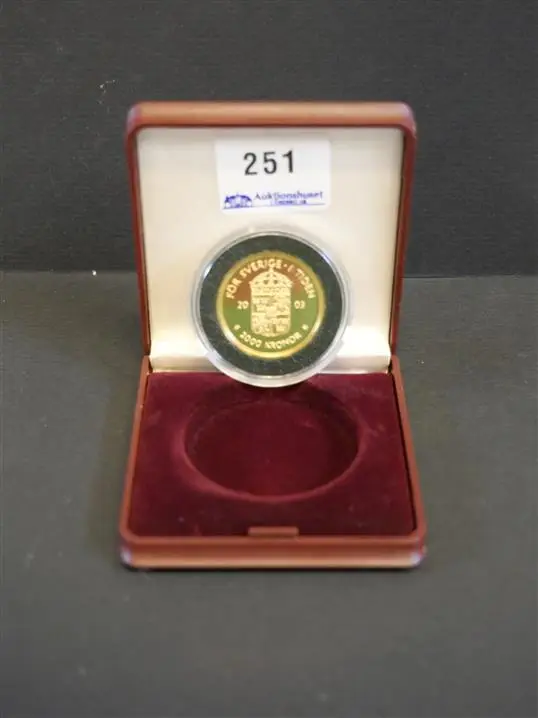 251
Auktionshuset
FÖR SVERIGE - I TIDEN
20 03
2000 KRONOR